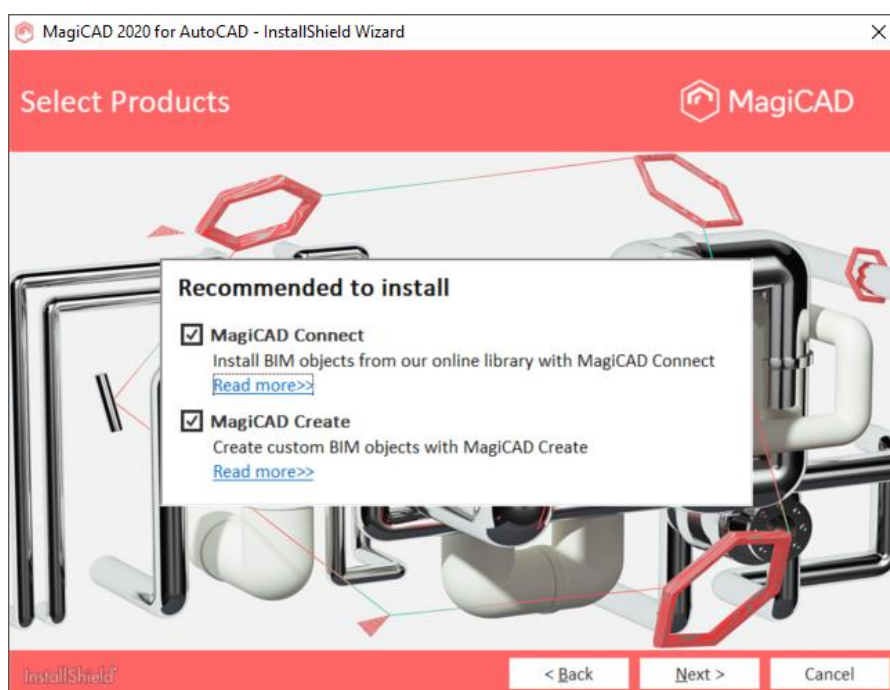 MagiCAD 2020 for AutoCAD - InstallShield Wizard
Select Products
MagiCAD
Recommended to install
MagiCAD Connect
Install BIM objects from our online library with MagiCAD Connect
Read more>>
MagiCAD Create
Create custom BIM objects with MagiCAD Create
Read more>>
InstallShield
< Back Next > Cancel